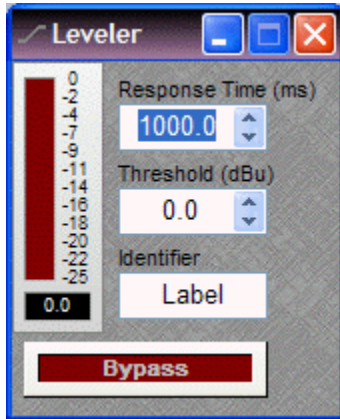 Leveler
0
-2
-4
-7
-9
-11
-14
-16
-18
-20
-22
-25
0.0
Response Time (ms)
1000.0
Threshold (dBu)
0.0
Identifier
Label
Bypass